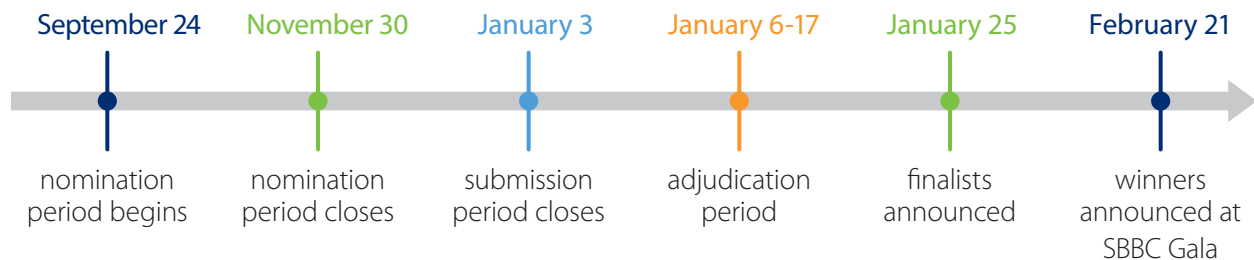 September 24
November 30
January 3
January 6-17
January 25
February 21
nomination
period begins
nomination
period closes
submission
period closes
adjudication
period
finalists
announced
winners
announced at
SBBC Gala